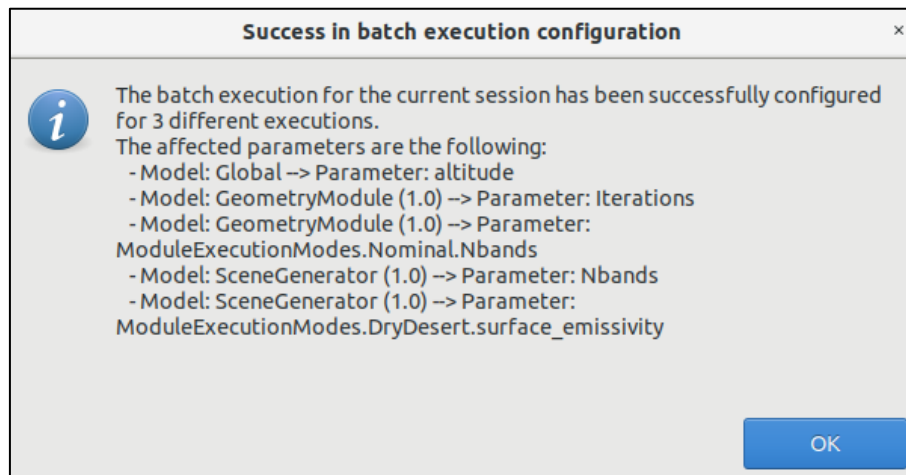 Success in batch execution configuration
×
The batch execution for the current session has been successfully configured
for 3 different executions.
The affected parameters are the following:
- Model: Global --> Parameter: altitude
- Model: GeometryModule (1.0) --> Parameter: Iterations
- Model: GeometryModule (1.0) --> Parameter:
ModuleExecutionModes.Nominal.Nbands
- Model: SceneGenerator (1.0) --> Parameter: Nbands
- Model: SceneGenerator (1.0) --> Parameter:
ModuleExecutionModes.DryDesert.surface_emissivity
OK